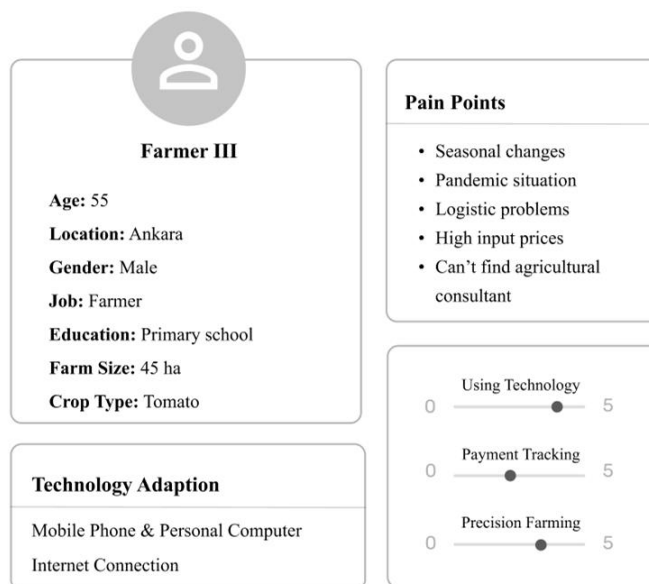 Farmer III
Age: 55
Location: Ankara
Gender: Male
Job: Farmer
Education: Primary school
Farm Size: 45 ha
Crop Type: Tomato
Technology Adaption
Mobile Phone & Personal Computer
Internet Connection
Pain Points
• Seasonal changes
• Pandemic situation
• Logistic problems
• High input prices
• Can’t find agricultural
consultant
Using Technology
0 5
Payment Tracking
0 5
Precision Farming
0 5